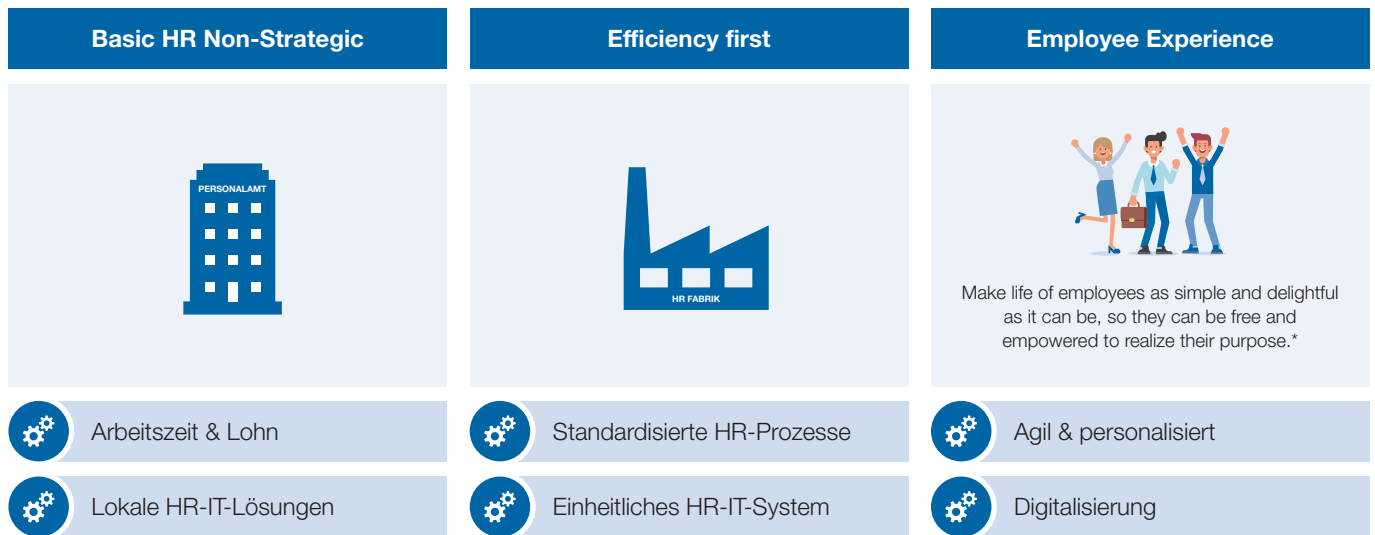 Basic HR Non-Strategic
Efficiency first
Employee Experience
PERSONALAMT
HR FABRIK
Make life of employees as simple and delightful
as it can be, so they can be free and
empowered to realize their purpose.*
Arbeitszeit & Lohn
Standardisierte HR-Prozesse
Agil & personalisiert
Lokale HR-IT-Lösungen
Einheitliches HR-IT-System
Digitalisierung